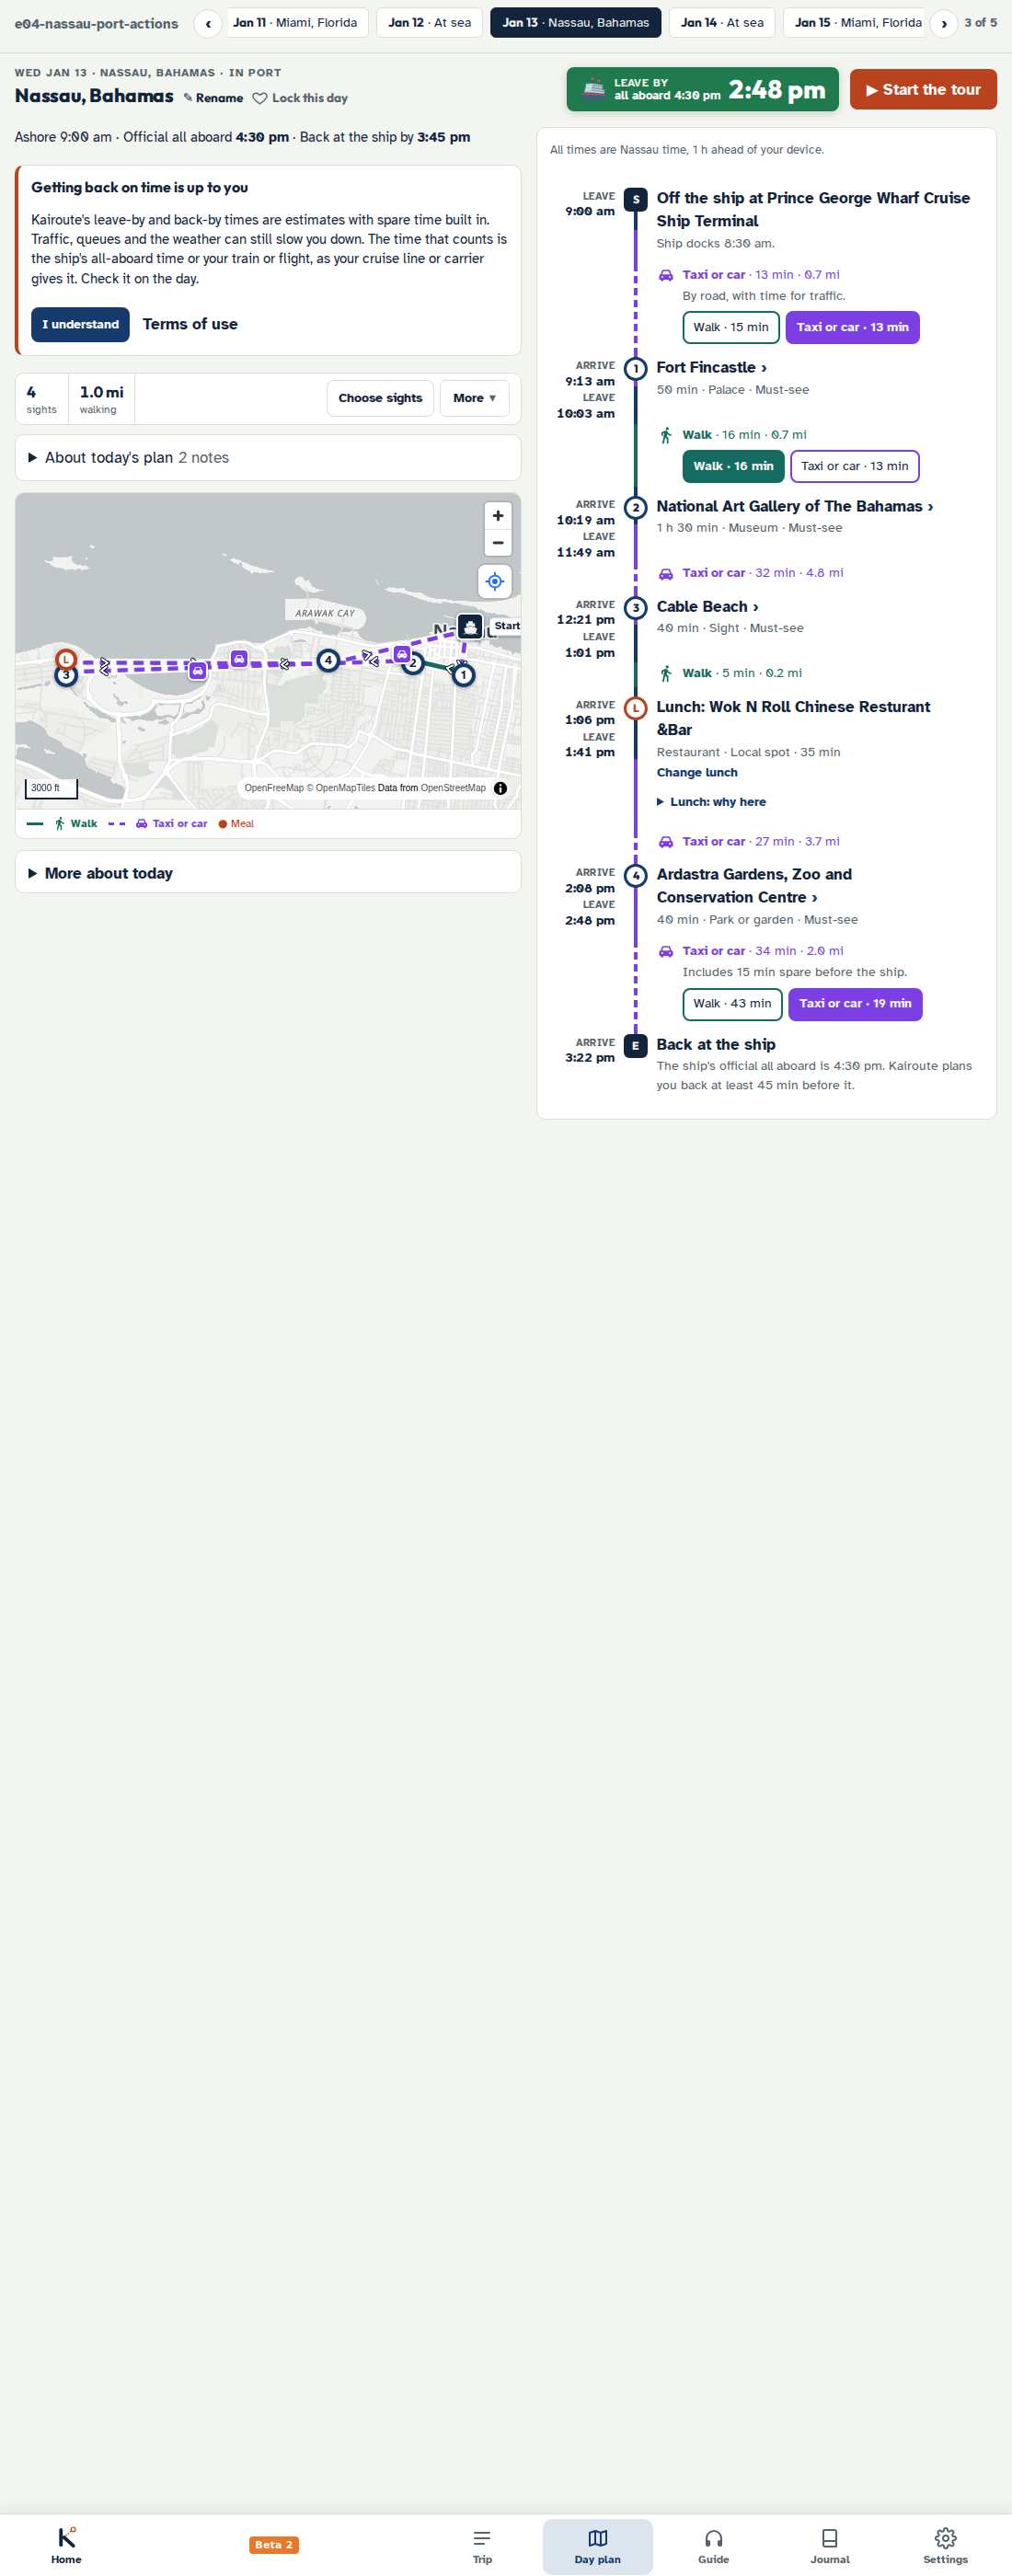 e04-nassau-port-actions
‹
Jan 11 · Miami, Florida
Jan 12 · At sea
Jan 13 · Nassau, Bahamas
Jan 14 · At sea
Jan 15 · Miami, Florida
›
3 of 5
WED JAN 13 · NASSAU, BAHAMAS · IN PORT
Nassau, Bahamas
✎ Rename
Lock this day
LEAVE BY
all aboard 4:30 pm
2:48 pm
▶ Start the tour
Ashore 9:00 am · Official all aboard 4:30 pm · Back at the ship by 3:45 pm
Getting back on time is up to you
Kairoute's leave-by and back-by times are estimates with spare time built in.
Traffic, queues and the weather can still slow you down. The time that counts is
the ship's all-aboard time or your train or flight, as your cruise line or carrier
gives it. Check it on the day.
I understand
Terms of use
4
sights
1.0 mi
walking
Choose sights
More ▼
▶ About today's plan 2 notes
+
−
ARAWAK CAY
Start
L
3
4
2
1
3000 ft
OpenFreeMap © OpenMapTiles Data from OpenStreetMap
Walk
Taxi or car
Meal
▶ More about today
All times are Nassau time, 1 h ahead of your device.
LEAVE
9:00 am
S
Off the ship at Prince George Wharf Cruise
Ship Terminal
Ship docks 8:30 am.
Taxi or car · 13 min · 0.7 mi
By road, with time for traffic.
Walk · 15 min
Taxi or car · 13 min
ARRIVE
9:13 am
LEAVE
10:03 am
1
Fort Fincastle ›
50 min · Palace · Must-see
Walk · 16 min · 0.7 mi
Walk · 16 min
Taxi or car · 13 min
ARRIVE
10:19 am
LEAVE
11:49 am
2
National Art Gallery of The Bahamas ›
1 h 30 min · Museum · Must-see
Taxi or car · 32 min · 4.8 mi
ARRIVE
12:21 pm
LEAVE
1:01 pm
3
Cable Beach ›
40 min · Sight · Must-see
Walk · 5 min · 0.2 mi
ARRIVE
1:06 pm
LEAVE
1:41 pm
L
Lunch: Wok N Roll Chinese Resturant
&Bar
Restaurant · Local spot · 35 min
Change lunch
▶ Lunch: why here
Taxi or car · 27 min · 3.7 mi
ARRIVE
2:08 pm
LEAVE
2:48 pm
4
Ardastra Gardens, Zoo and
Conservation Centre ›
40 min · Park or garden · Must-see
Taxi or car · 34 min · 2.0 mi
Includes 15 min spare before the ship.
Walk · 43 min
Taxi or car · 19 min
ARRIVE
3:22 pm
E
Back at the ship
The ship's official all aboard is 4:30 pm. Kairoute plans
you back at least 45 min before it.
Home
Beta 2
Trip
Day plan
Guide
Journal
Settings